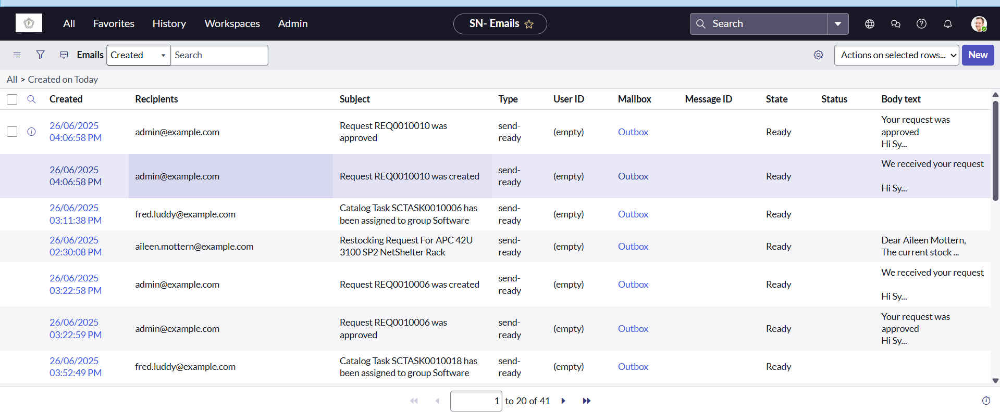 P
All Favorites History Workspaces Admin SN- Emails Search
Emails Created Search Actions on selected rows... New
All > Created on Today
Created Recipients Subject Type User ID Mailbox Message ID State Status Body text
26/06/2025 04:06:58 PM admin@example.com Request REQ0010010 was approved send-ready (empty) Outbox Ready Your request was approved Hi Sy...
26/06/2025 04:06:58 PM admin@example.com Request REQ0010010 was created send-ready (empty) Outbox Ready We received your request Hi Sy...
26/06/2025 03:11:38 PM fred.luddy@example.com Catalog Task SCTASK0010006 has been assigned to group Software send-ready (empty) Outbox Ready
26/06/2025 02:30:08 PM aileen.mottern@example.com Restocking Request For APC 42U 3100 SP2 NetShelter Rack send-ready (empty) Outbox Ready Dear Aileen Mottern, The current stock ...
26/06/2025 03:22:58 PM admin@example.com Request REQ0010006 was created send-ready (empty) Outbox Ready We received your request Hi Sy...
26/06/2025 03:22:59 PM admin@example.com Request REQ0010006 was approved send-ready (empty) Outbox Ready Your request was approved Hi Sy...
26/06/2025 03:52:49 PM fred.luddy@example.com Catalog Task SCTASK0010018 has been assigned to group Software send-ready (empty) Outbox Ready
1 to 20 of 41